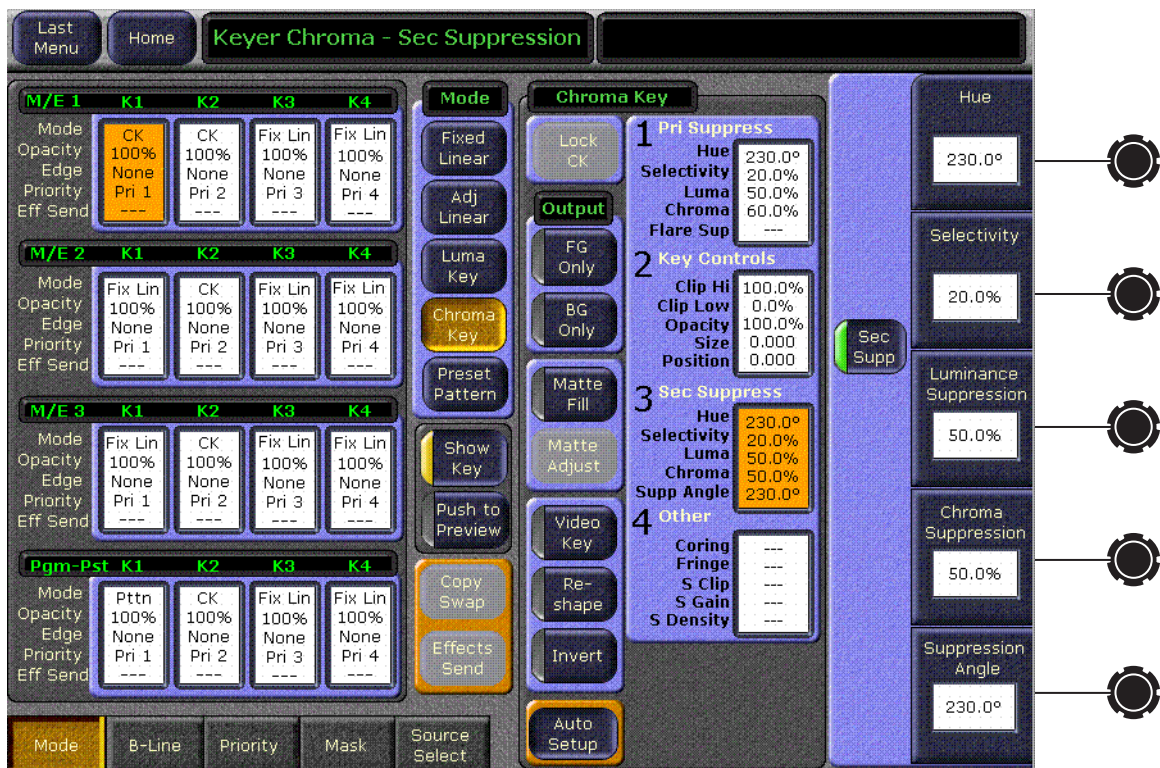 Last Menu
Home
Keyer Chroma - Sec Suppression
M/E 1 K1 K2 K3 K4
Mode CK CK Fix Lin Fix Lin
Opacity 100% 100% 100% 100%
Edge None None None None
Priority Pri 1 Pri 2 Pri 3 Pri 4
Eff Send --- --- --- ---
M/E 2 K1 K2 K3 K4
Mode Fix Lin CK Fix Lin Fix Lin
Opacity 100% 100% 100% 100%
Edge None None None None
Priority Pri 1 Pri 2 Pri 3 Pri 4
Eff Send --- --- --- ---
M/E 3 K1 K2 K3 K4
Mode Fix Lin CK Fix Lin Fix Lin
Opacity 100% 100% 100% 100%
Edge None None None None
Priority Pri 1 Pri 2 Pri 3 Pri 4
Eff Send --- --- --- ---
Pgm-Pst K1 K2 K3 K4
Mode Pttn CK Fix Lin Fix Lin
Opacity 100% 100% 100% 100%
Edge None None None None
Priority Pri 1 Pri 2 Pri 3 Pri 4
Eff Send --- --- --- ---
Mode
Fixed
Linear
Adj
Linear
Luma
Key
Chroma
Key
Preset
Pattern
Show
Key
Push to
Preview
Copy
Swap
Effects
Send
Chroma Key
Lock
CK
Output
FG
Only
BG
Only
Matte
Fill
Matte
Adjust
Video
Key
Re-
shape
Invert
Auto
Setup
1 Pri Suppress
Hue 230.0º
Selectivity 20.0%
Luma 50.0%
Chroma 60.0%
Flare Sup ---
2 Key Controls
Clip Hi 100.0%
Clip Low 0.0%
Opacity 100.0%
Size 0.000
Position 0.000
3 Sec Suppress
Hue 230.0º
Selectivity 20.0%
Luma 50.0%
Chroma 50.0%
Supp Angle 230.0º
4 Other
Coring ---
Fringe ---
S Clip ---
S Gain ---
S Density ---
Sec
Supp
Hue
230.0º
Selectivity
20.0%
Luminance
Suppression
50.0%
Chroma
Suppression
50.0%
Suppression
Angle
230.0º
Mode
B-Line
Priority
Mask
Source
Select